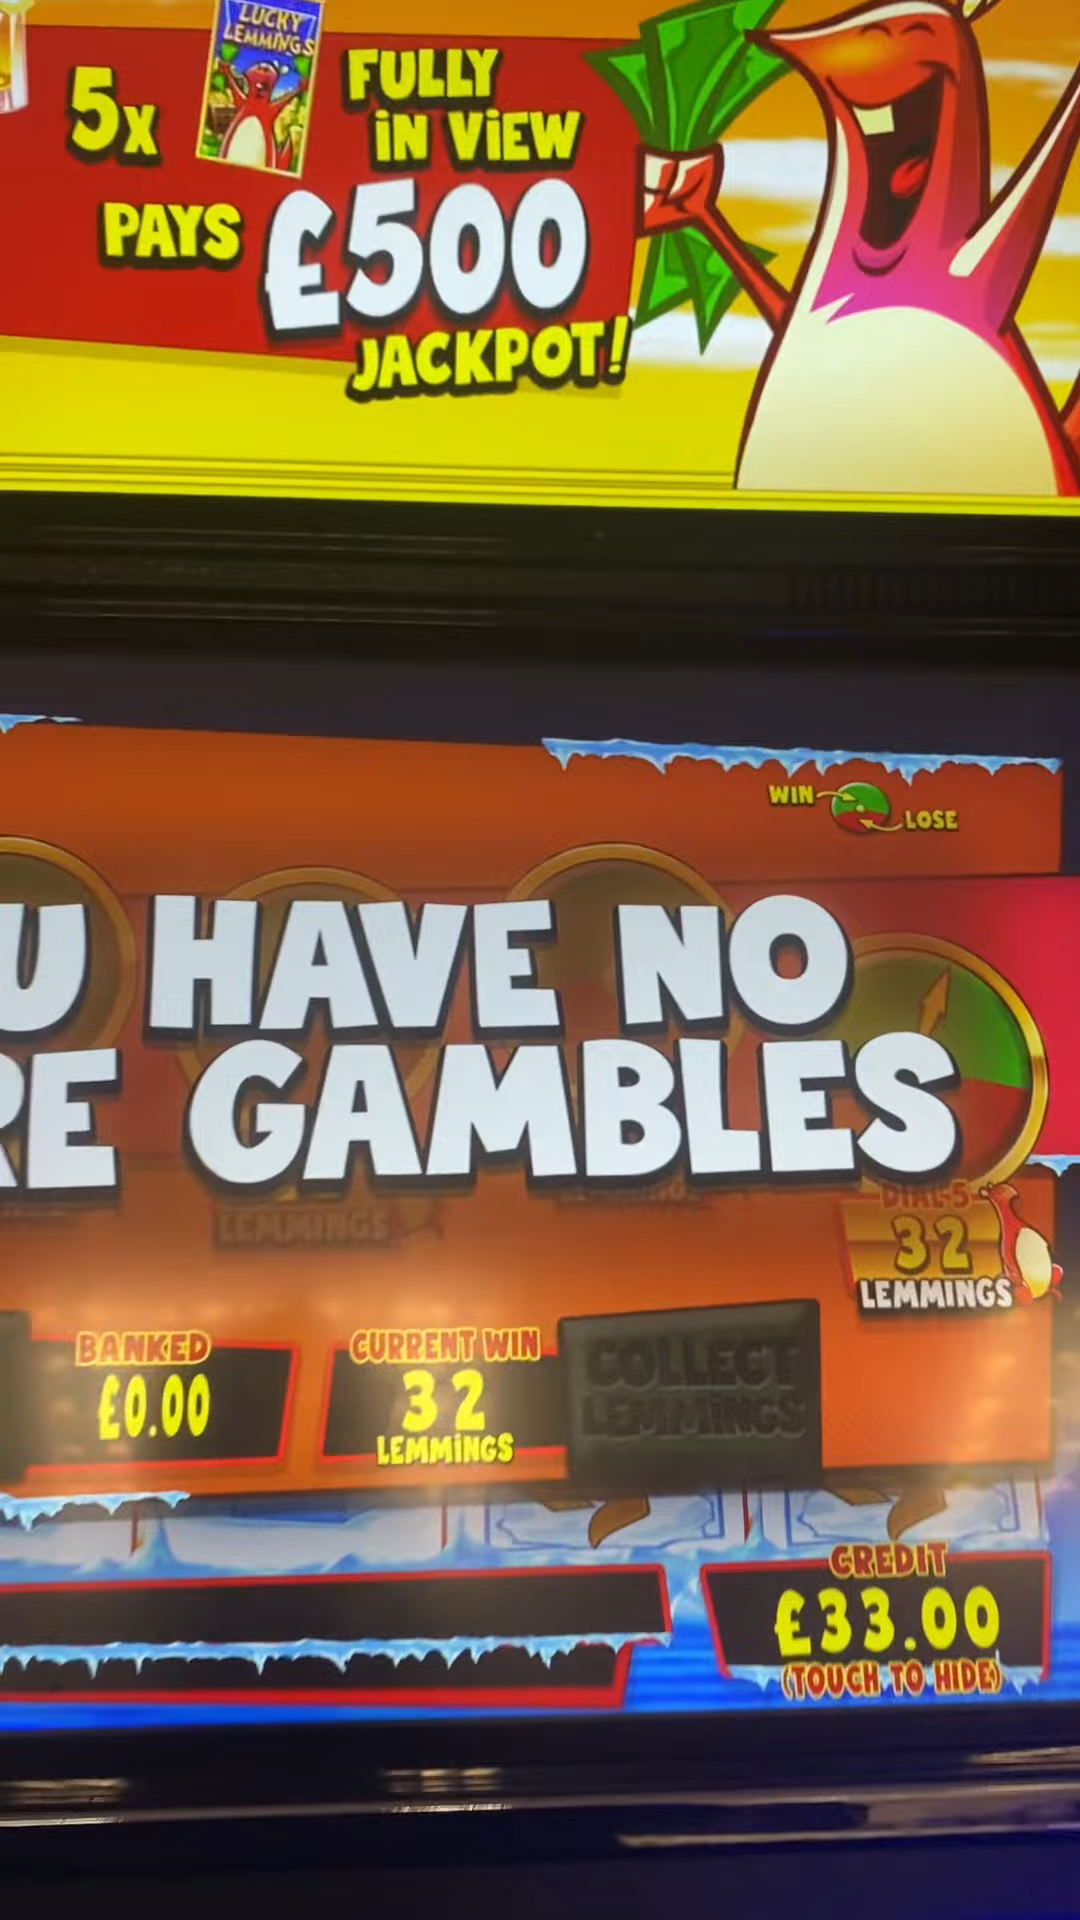 LUCKY
LEMMINGS
5x
FULLY
iN ViEW
PAYS £500
JACKPOT!
WIN
LOSE
U HAVE NO
RE GAMBLES
LEMMINGS
DIAL 5
32
LEMMINGS
BANKED
£0.00
CURRENT WIN
32
LEMMiNGS
COLLECT
LEMMINGS
CREDIT
£33.00
(TOUCH TO HIDE)